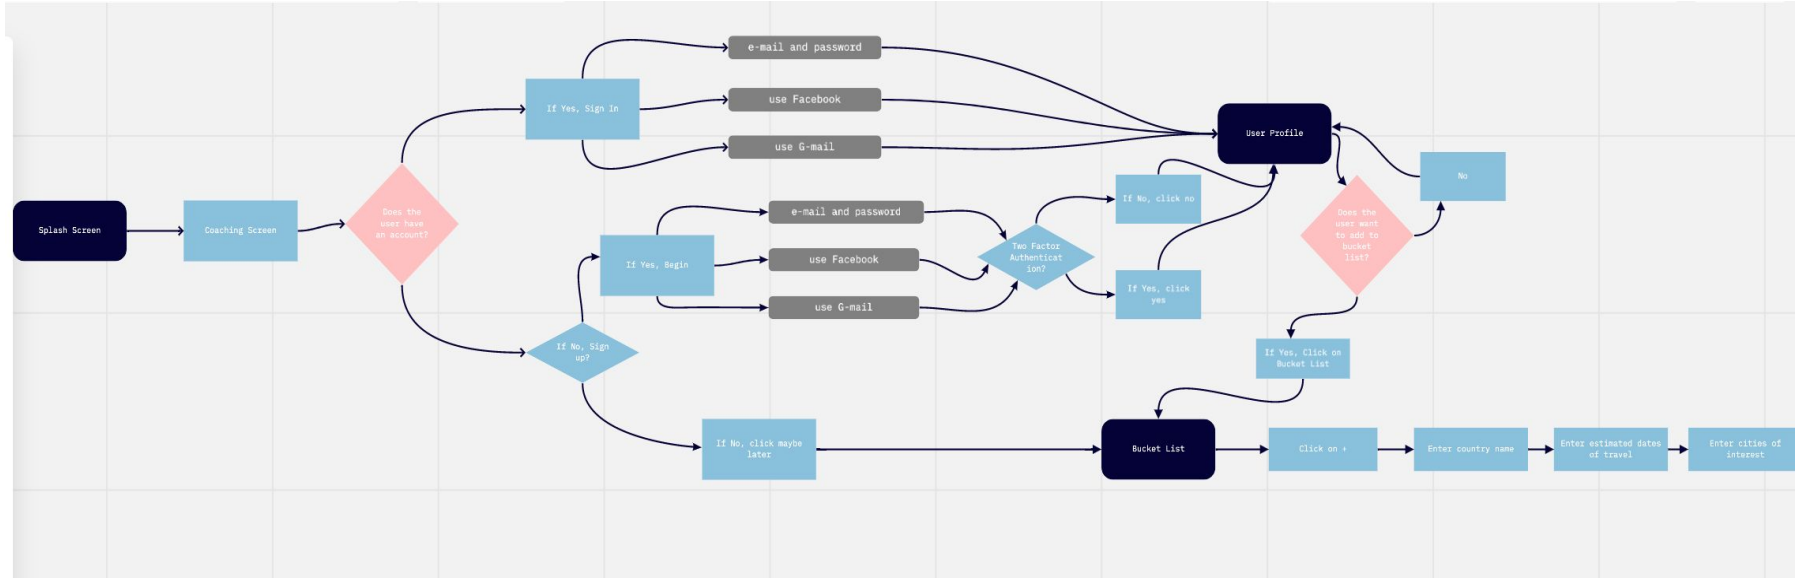 Splash Screen
Coaching Screen
Does the
user have
an account?
If Yes, Sign In
e-mail and password
use Facebook
use G-mail
If No, Sign
up?
If Yes, Begin
e-mail and password
use Facebook
use G-mail
Two Factor
Authenticat
ion?
If No, click no
If Yes, click
yes
User Profile
Does the
user want
to add to
bucket
list?
No
If Yes, Click on
Bucket List
If No, click maybe
later
Bucket List
Click on +
Enter country name
Enter estimated dates
of travel
Enter cities of
interest